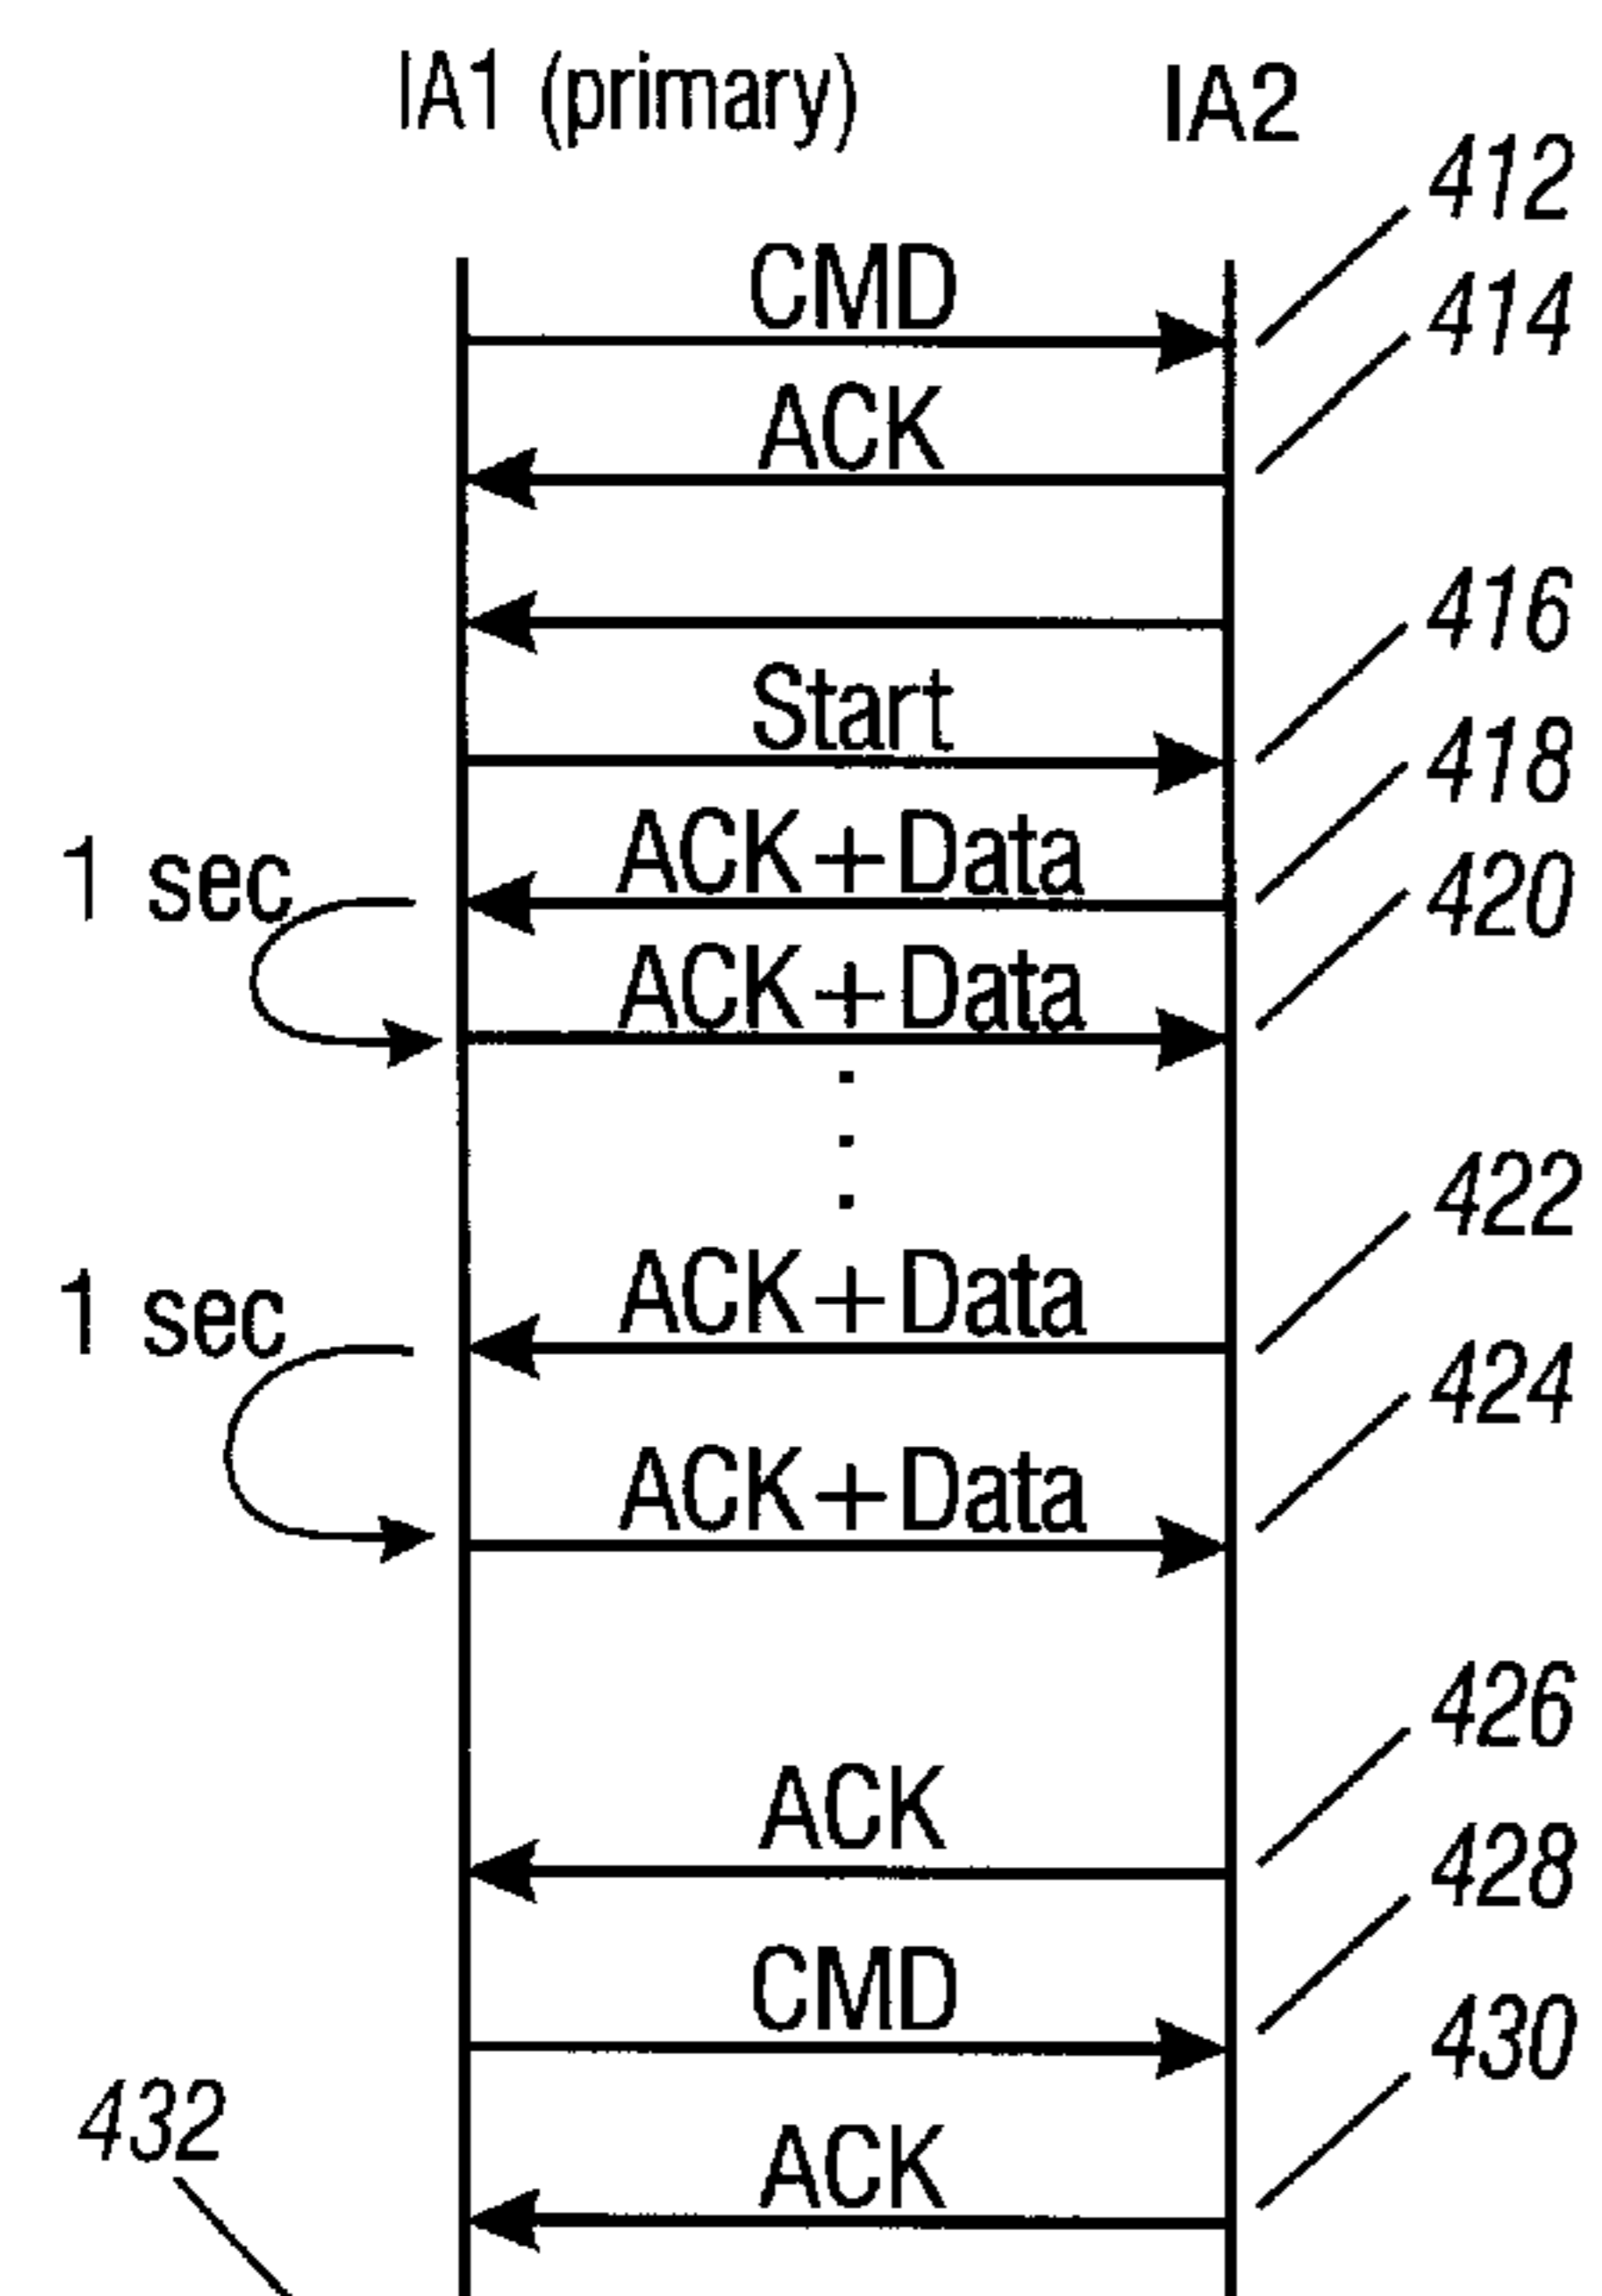 IA1 (primary) IA2
412
CMD
414
ACK
416
Start
418
1 sec ACK+Data
420
ACK+Data
422
1 sec ACK+Data
424
ACK+Data
426
ACK
428
CMD
430
432
ACK